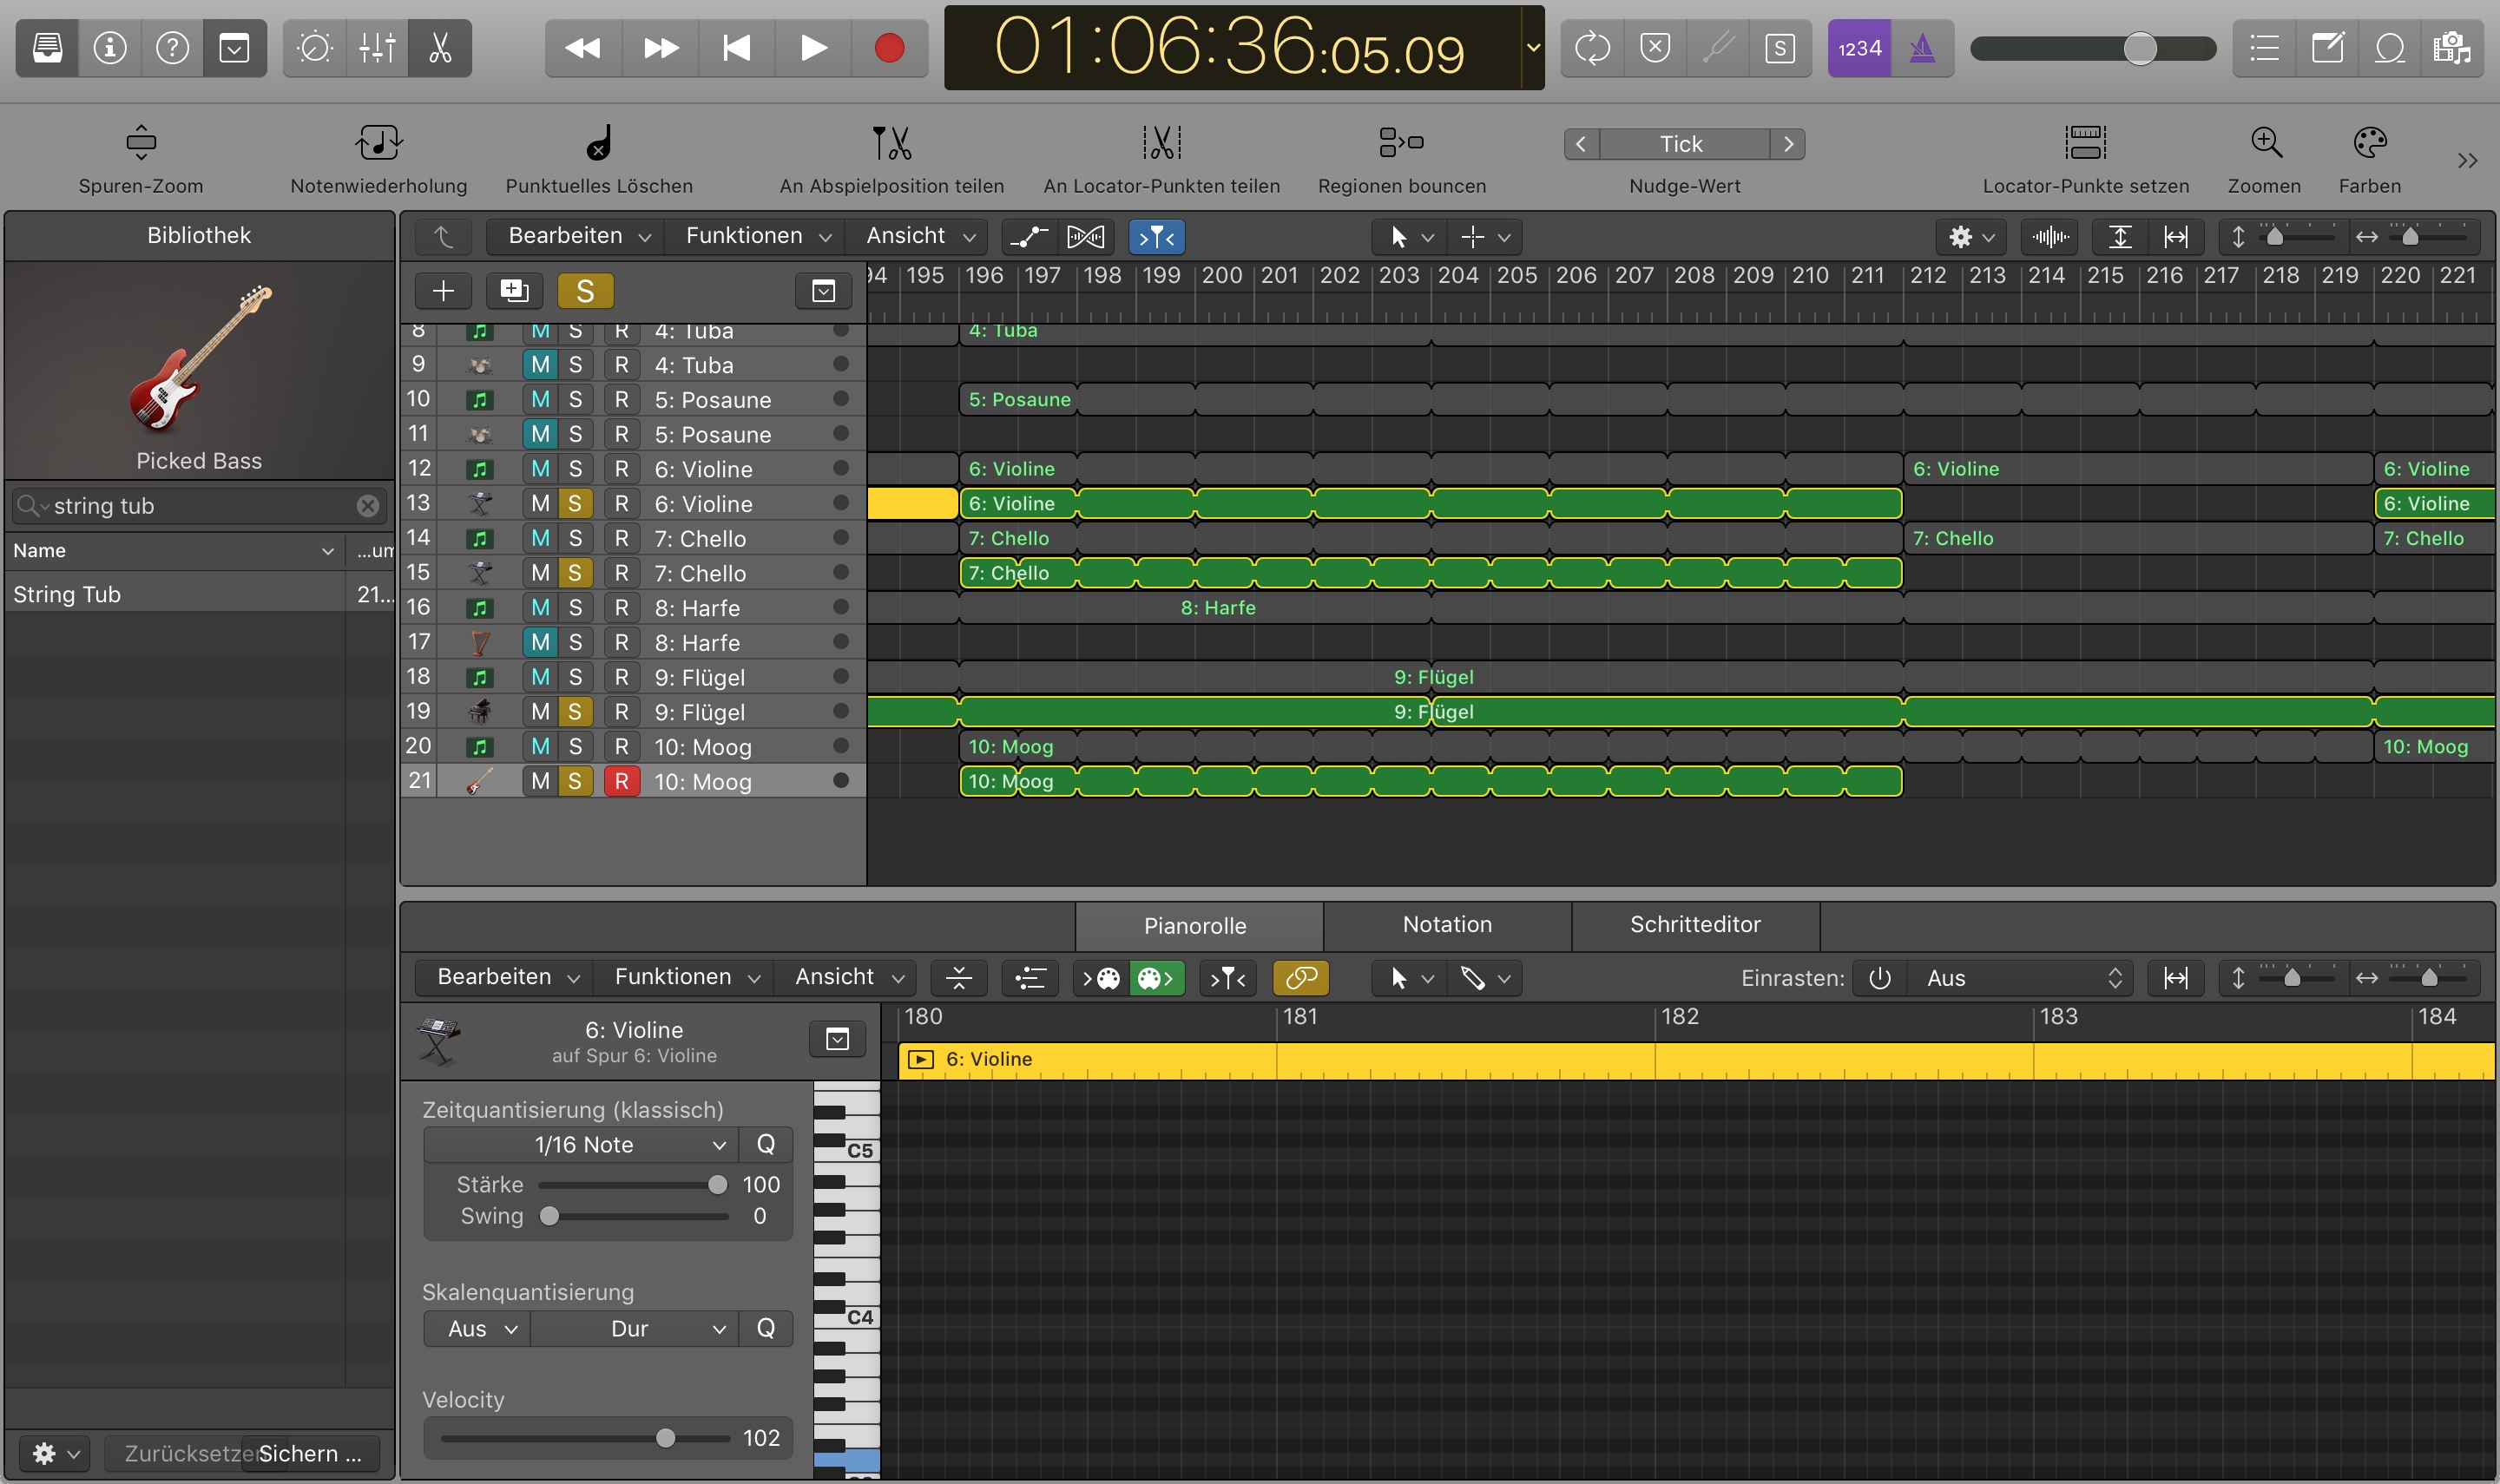 01:06:36:05.09
S
1234
Spuren-Zoom
Notenwiederholung
Punktuelles Löschen
An Abspielposition teilen
An Locator-Punkten teilen
Regionen bouncen
Tick
Nudge-Wert
Locator-Punkte setzen
Zoomen
Farben
Bibliothek
Picked Bass
string tub
Name ...um
String Tub 21...
Zurücksetzen Sichern ...
Bearbeiten Funktionen Ansicht
S
94 195 196 197 198 199 200 201 202 203 204 205 206 207 208 209 210 211 212 213 214 215 216 217 218 219 220 221
8 M S R 4: Tuba 4: Tuba
9 M S R 4: Tuba
10 M S R 5: Posaune 5: Posaune
11 M S R 5: Posaune
12 M S R 6: Violine 6: Violine 6: Violine 6: Violine
13 M S R 6: Violine 6: Violine 6: Violine
14 M S R 7: Chello 7: Chello 7: Chello 7: Chello
15 M S R 7: Chello 7: Chello
16 M S R 8: Harfe 8: Harfe
17 M S R 8: Harfe
18 M S R 9: Flügel 9: Flügel
19 M S R 9: Flügel 9: Flügel
20 M S R 10: Moog 10: Moog 10: Moog
21 M S R 10: Moog 10: Moog
Pianorolle Notation Schritteditor
Bearbeiten Funktionen Ansicht Einrasten: Aus
6: Violine
auf Spur 6: Violine
180 181 182 183 184
6: Violine
Zeitquantisierung (klassisch)
1/16 Note Q
Stärke 100
Swing 0
Skalenquantisierung
Aus Dur Q
Velocity
102
C5
C4